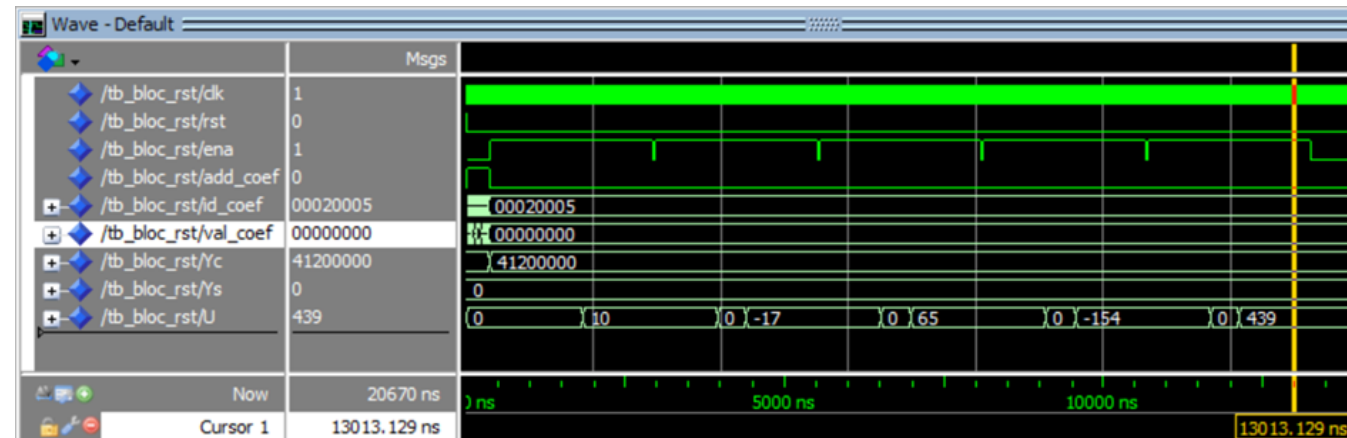 Wave - Default
Msgs
/tb_bloc_rst/clk 1
/tb_bloc_rst/rst 0
/tb_bloc_rst/ena 1
/tb_bloc_rst/add_coef 0
/tb_bloc_rst/id_coef 00020005 00020005
/tb_bloc_rst/val_coef 00000000 00000000
/tb_bloc_rst/Yc 41200000 41200000
/tb_bloc_rst/Ys 0 0
/tb_bloc_rst/U 439 0 10 0 -17 0 65 0 -154 0 439
Now 20670 ns ns 5000 ns 10000 ns
Cursor 1 13013.129 ns 13013.129 ns